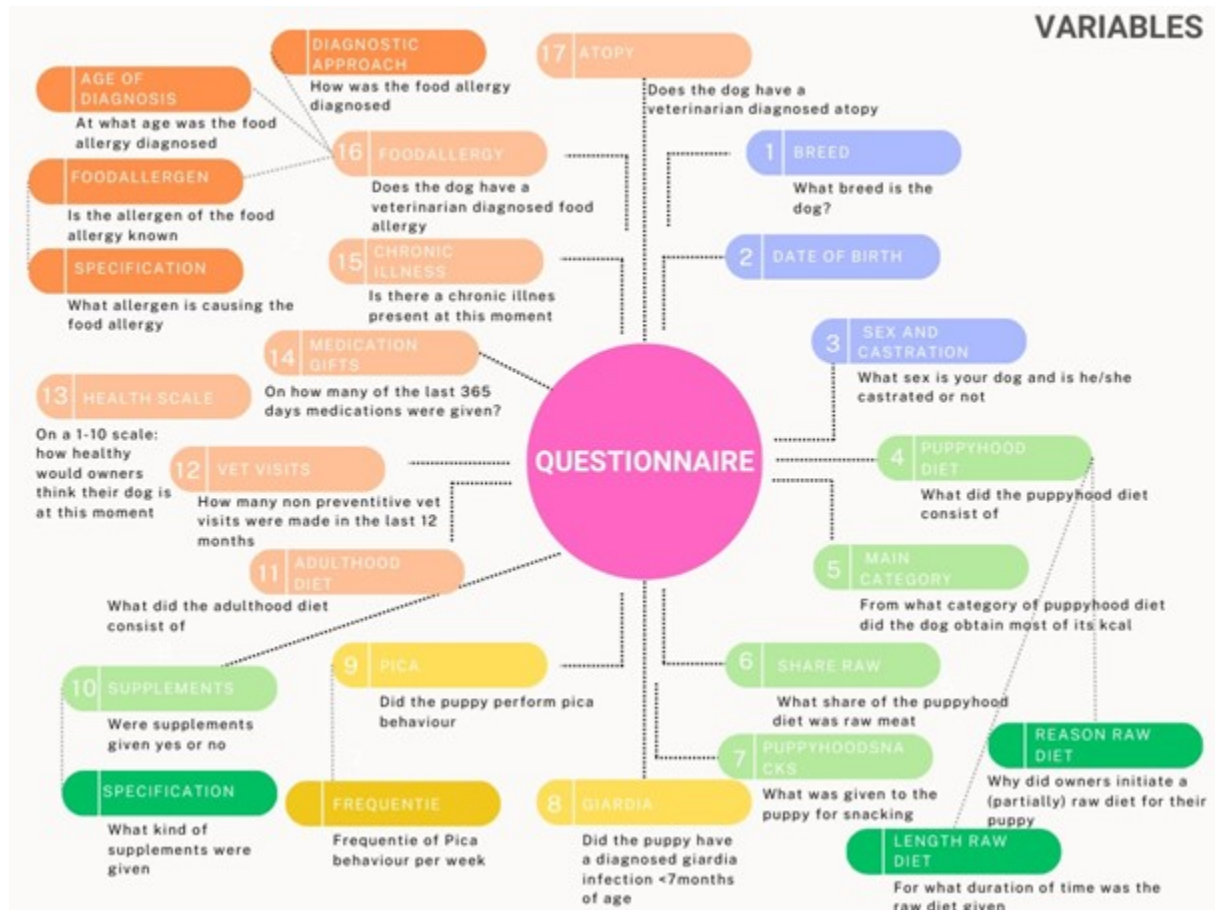 VARIABLES
DIAGNOSTIC
APPROACH
How was the food allergy
diagnosed
AGE OF
DIAGNOSIS
At what age was the food
allergy diagnosed
FOODALLERGEN
Is the allergen of the food
allergy known
SPECIFICATION
What allergen is causing the
food allergy
17 ATOPY
Does the dog have a
veterinarian diagnosed atopy
16 FOODALLERGY
Does the dog have a
veterinarian diagnosed food
allergy
15 CHRONIC
ILLNESS
Is there a chronic illnes
present at this moment
14 MEDICATION
GIFTS
On how many of the last 365
days medications were given?
13 HEALTH SCALE
On a 1-10 scale:
how healthy
would owners
think their dog is
at this moment
12 VET VISITS
How many non preventitive vet
visits were made in the last 12
months
11 ADULTHOOD
DIET
What did the adulthood diet
consist of
QUESTIONNAIRE
1 BREED
What breed is the
dog?
2 DATE OF BIRTH
3 SEX AND
CASTRATION
What sex is your dog and is he/she
castrated or not
4 PUPPYHOOD
DIET
What did the puppyhood diet
consist of
5 MAIN
CATEGORY
From what category of puppyhood diet
did the dog obtain most of its kcal
6 SHARE RAW
What share of the puppyhood
diet was raw meat
7 PUPPYHOODSNA
CKS
What was given to the
puppy for snacking
REASON RAW
DIET
Why did owners initiate a
(partially) raw diet for their
puppy
LENGTH RAW
DIET
For what duration of time was the
raw diet given
8 GIARDIA
Did the puppy have
a diagnosed giardia
infection <7months
of age
9 PICA
Did the puppy perform pica
behaviour
FREQUENTIE
Frequentie of Pica
behaviour per week
10 SUPPLEMENTS
Were supplements
given yes or no
SPECIFICATION
What kind of
supplements were
given